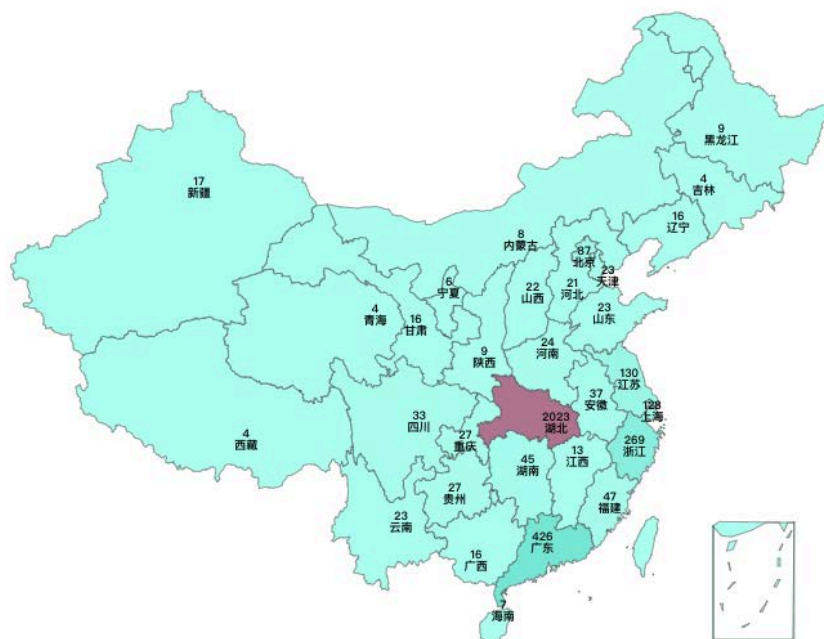 9
黑龙江
4
吉林
17
新疆
16
辽宁
8
内蒙古
87
北京
23
天津
6
宁夏
22
山西
21
河北
23
山东
4
青海
16
甘肃
24
河南
9
陕西
130
江苏
37
安徽
128
上海
2023
湖北
33
四川
4
西藏
27
重庆
269
浙江
45
湖南
13
江西
27
贵州
47
福建
23
云南
426
广东
16
广西
7
海南